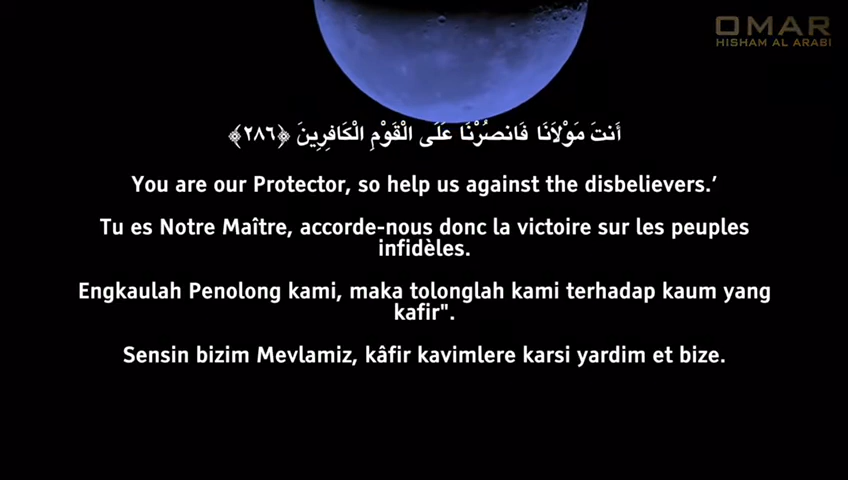 OMAR
HISHAM AL ARABI
أَنتَ مَوْلَانَا فَانصُرْنَا عَلَى الْقَوْمِ الْكَافِرِينَ ﴿٢٨٦﴾
You are our Protector, so help us against the disbelievers.’
Tu es Notre Maître, accorde-nous donc la victoire sur les peuples
infidèles.
Engkaulah Penolong kami, maka tolonglah kami terhadap kaum yang
kafir".
Sensin bizim Mevlamiz, kâfir kavimlere karsi yardim et bize.